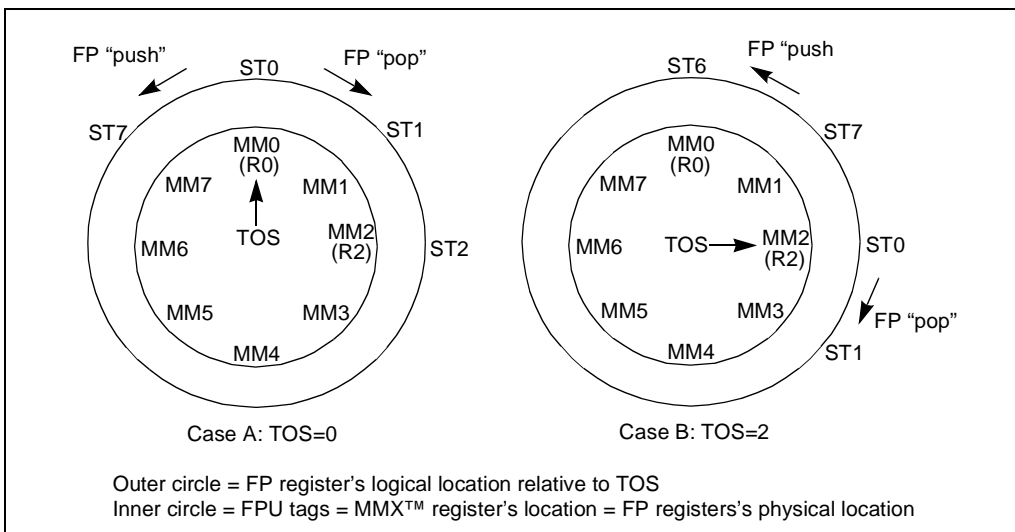 FP “push”
FP “pop”
ST0
ST7
ST1
MM0
(R0)
MM7
MM1
TOS
MM2
(R2)
MM6
ST2
MM5
MM3
MM4
Case A: TOS=0
FP “push
ST6
ST7
MM0
(R0)
MM7
MM1
MM6
TOS
MM2
(R2)
ST0
MM5
MM3
FP “pop”
MM4
ST1
Case B: TOS=2
Outer circle = FP register’s logical location relative to TOS
Inner circle = FPU tags = MMX™ register’s location = FP registers’s physical location